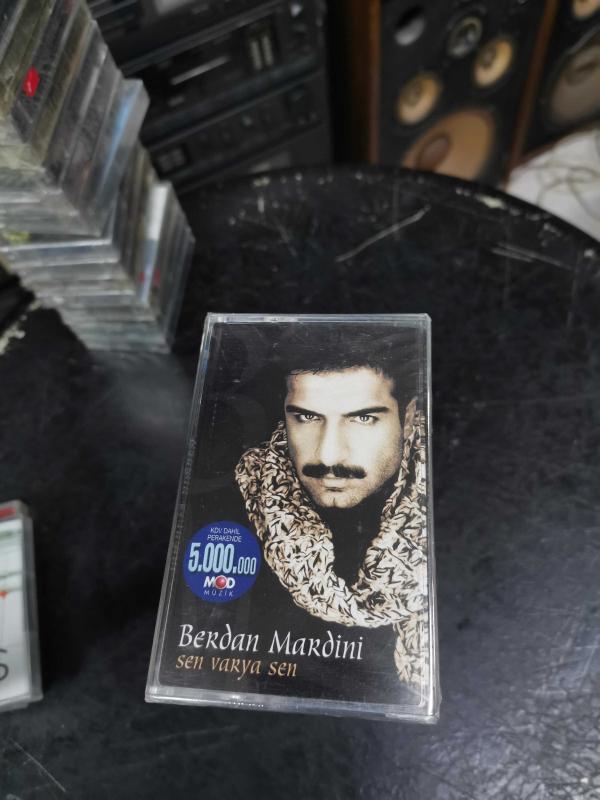 KDV DAHİL
PERAKENDE
5.000.000
MOD
MÜZİK
Berdan Mardini
sen varya sen